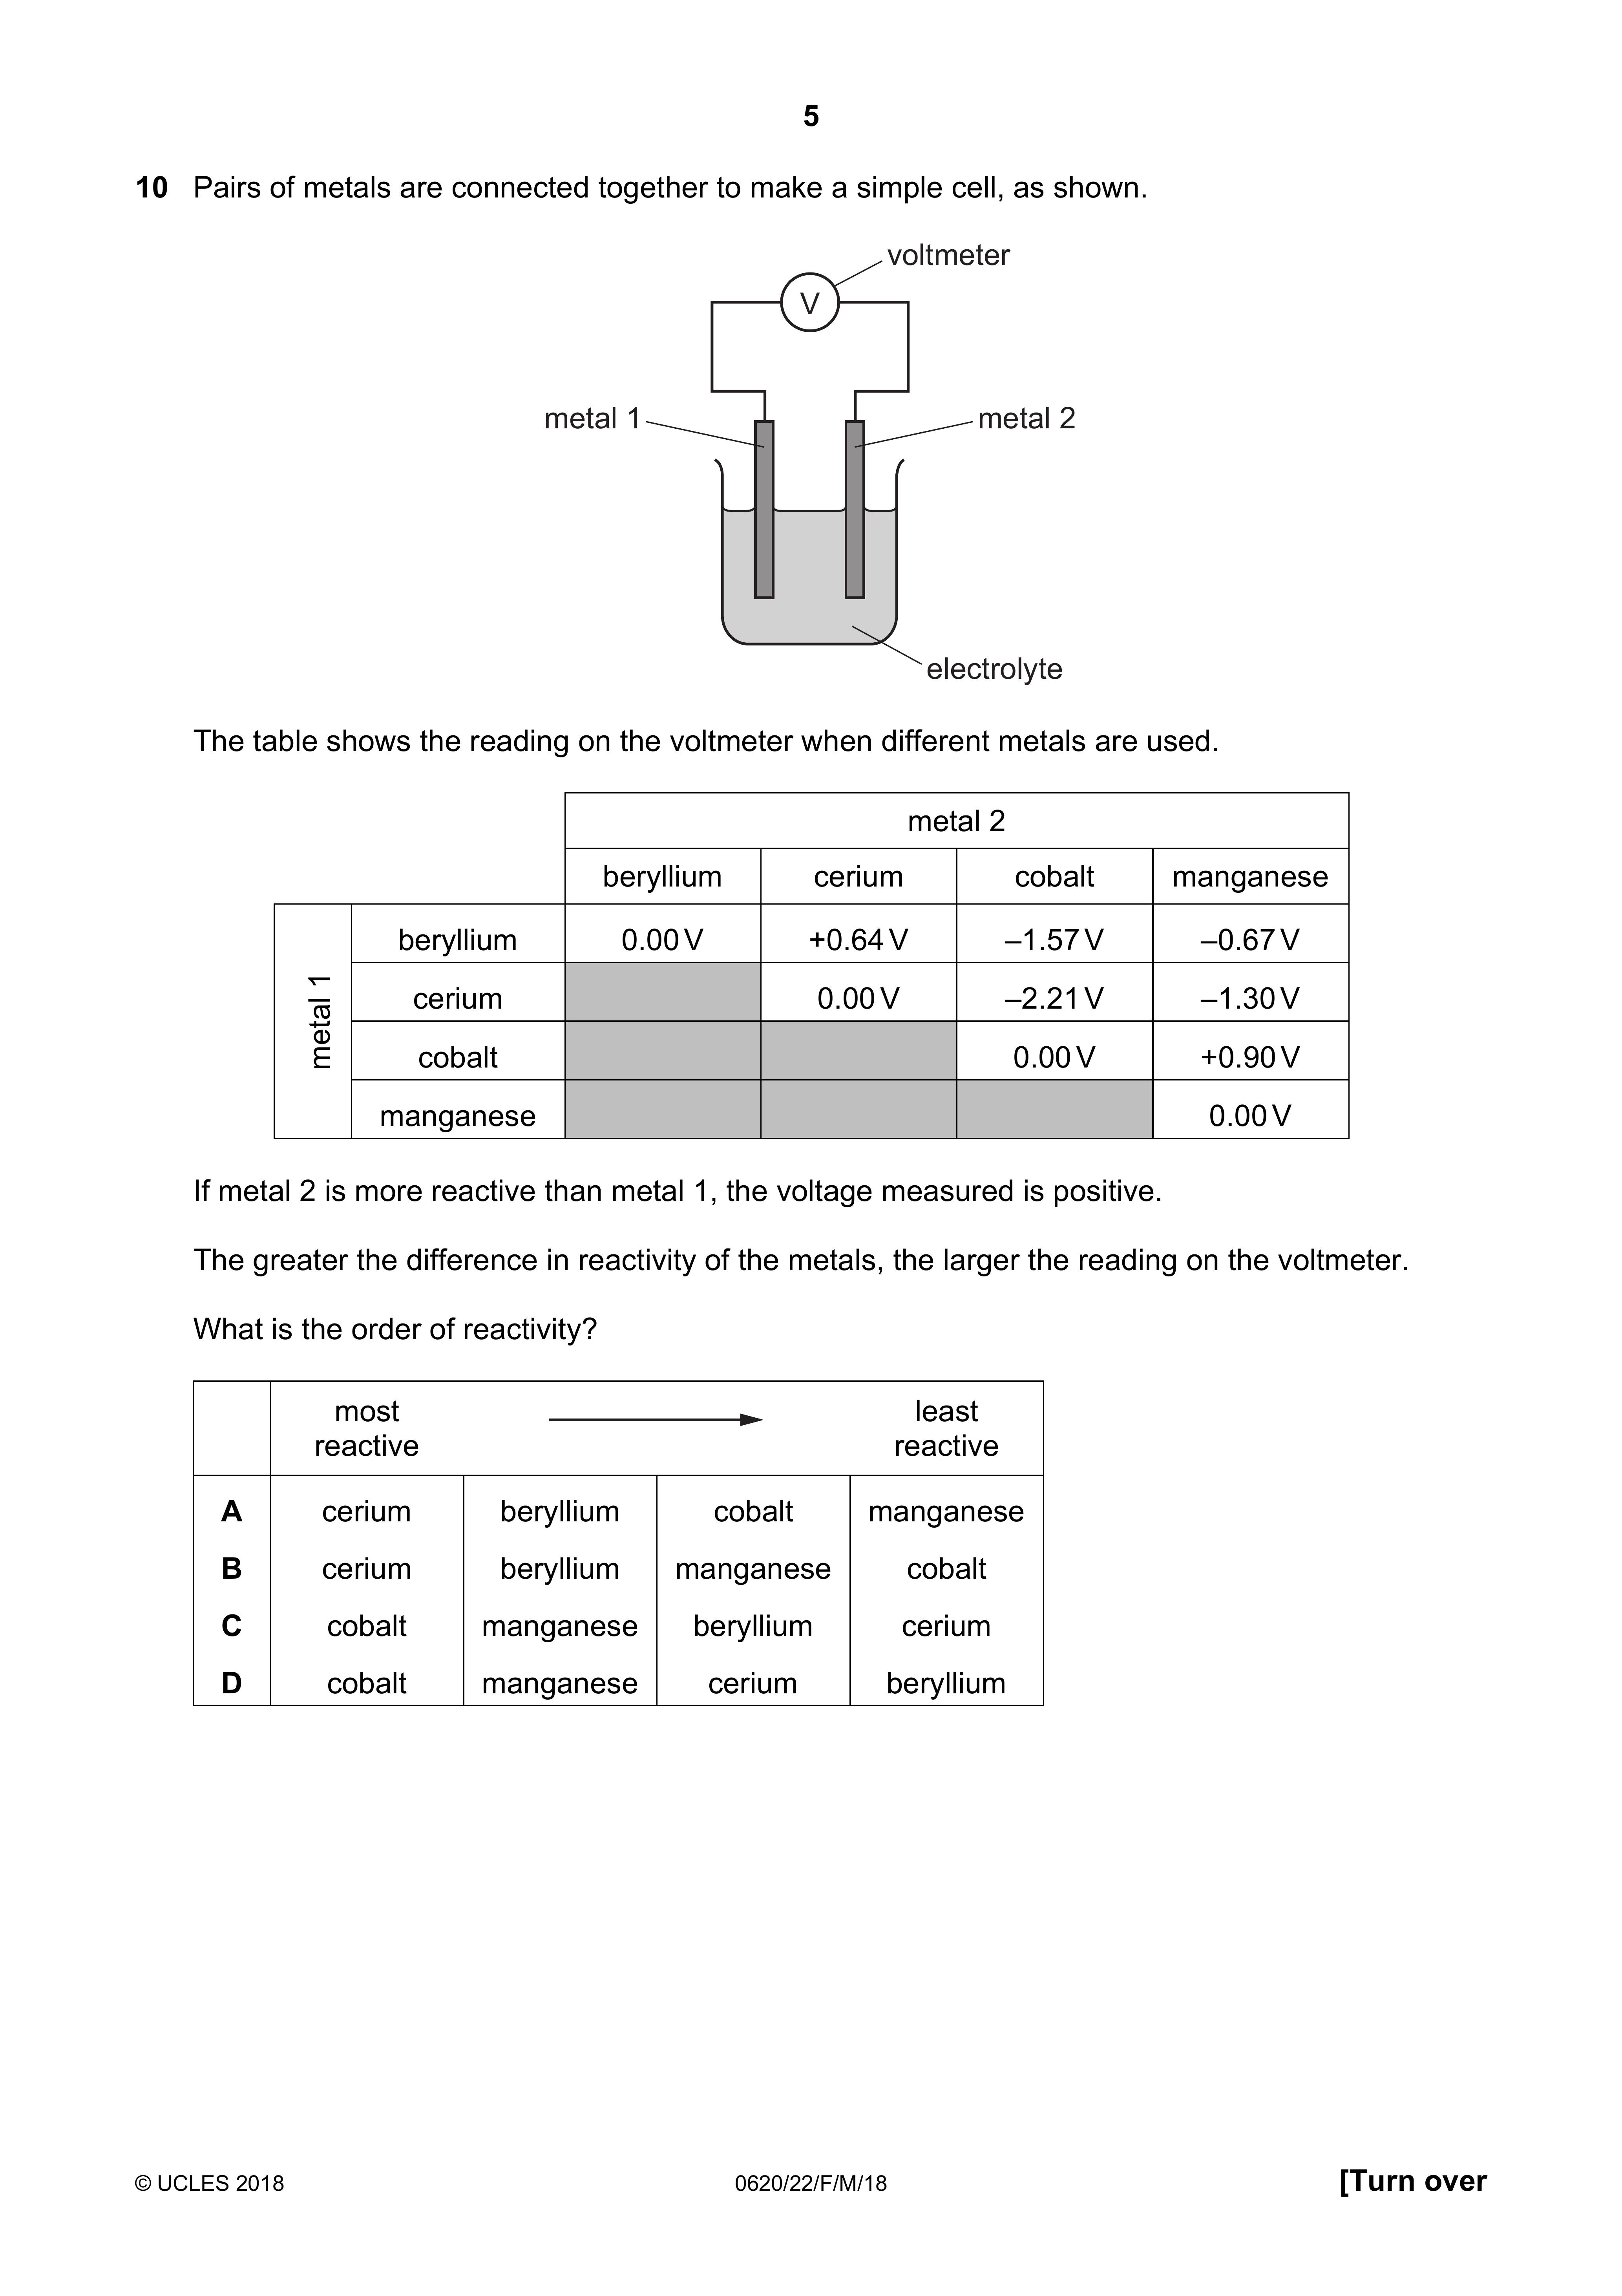 5
10 Pairs of metals are connected together to make a simple cell, as shown.
voltmeter
V
metal 1
metal 2
electrolyte
The table shows the reading on the voltmeter when different metals are used.
metal 2
beryllium cerium cobalt manganese
metal 1
beryllium 0.00 V +0.64 V –1.57 V –0.67 V
cerium 0.00 V –2.21 V –1.30 V
cobalt 0.00 V +0.90 V
manganese 0.00 V
If metal 2 is more reactive than metal 1, the voltage measured is positive.
The greater the difference in reactivity of the metals, the larger the reading on the voltmeter.
What is the order of reactivity?
most least
reactive reactive
A cerium beryllium cobalt manganese
B cerium beryllium manganese cobalt
C cobalt manganese beryllium cerium
D cobalt manganese cerium beryllium
© UCLES 2018 0620/22/F/M/18 [Turn over